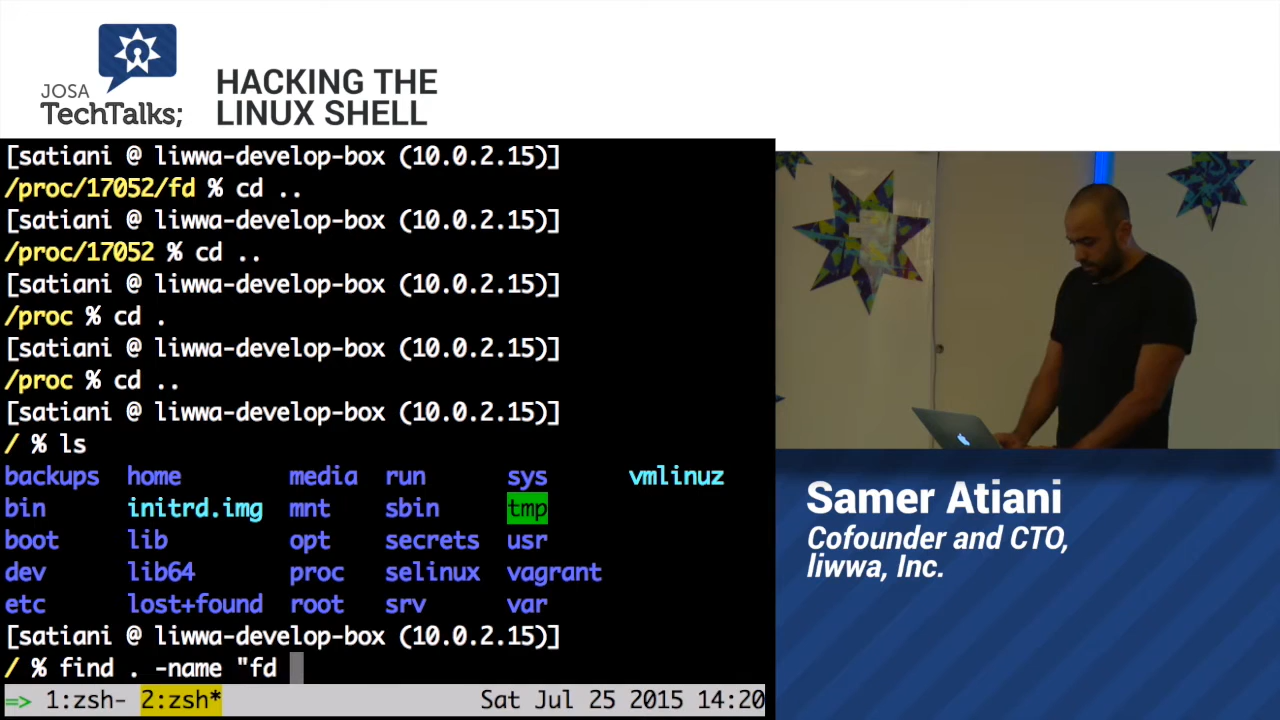 JOSA
TechTalks;
HACKING THE
LINUX SHELL
[satiani @ liwwa-develop-box (10.0.2.15)]
/proc/17052/fd % cd ..
[satiani @ liwwa-develop-box (10.0.2.15)]
/proc/17052 % cd ..
[satiani @ liwwa-develop-box (10.0.2.15)]
/proc % cd .
[satiani @ liwwa-develop-box (10.0.2.15)]
/proc % cd ..
[satiani @ liwwa-develop-box (10.0.2.15)]
/ % ls
backups home media run sys vmlinuz
bin initrd.img mnt sbin tmp
boot lib opt secrets usr
dev lib64 proc selinux vagrant
etc lost+found root srv var
[satiani @ liwwa-develop-box (10.0.2.15)]
/ % find . -name "fd
=> 1:zsh- 2:zsh* Sat Jul 25 2015 14:20
Samer Atiani
Cofounder and CTO,
liwwa, Inc.